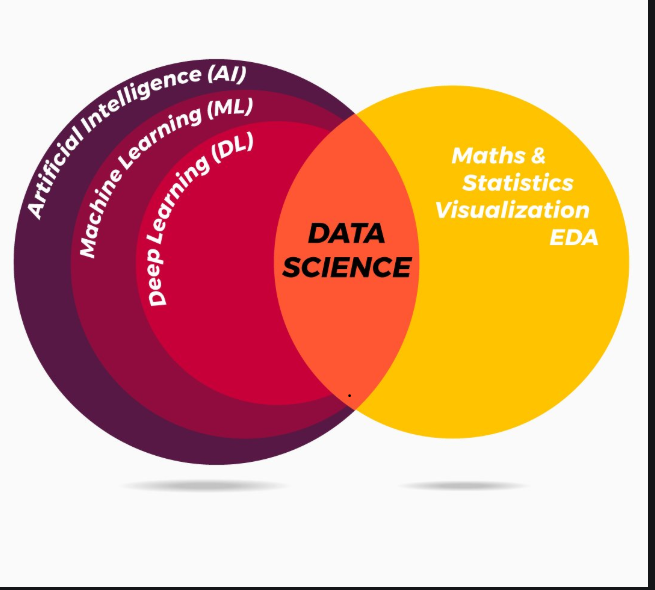 Artificial Intelligence (AI)
Machine Learning (ML)
Deep Learning (DL)
DATA
SCIENCE
Maths &
Statistics
Visualization
EDA